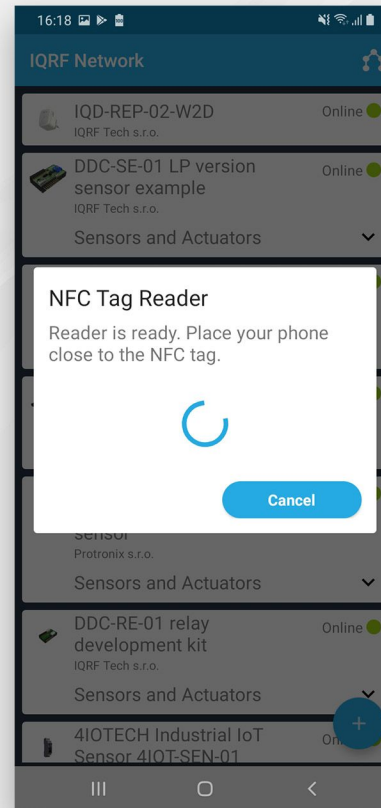 16:18
IQRF Network
IQD-REP-02-W2D
Online
IQRF Tech s.r.o.
DDC-SE-01 LP version
Online
sensor example
IQRF Tech s.r.o.
Sensors and Actuators
NFC Tag Reader
Reader is ready. Place your phone
close to the NFC tag.
Cancel
sensor
Protronix s.r.o.
Sensors and Actuators
DDC-RE-01 relay
Online
development kit
IQRF Tech s.r.o.
Sensors and Actuators
4IOTECH Industrial IoT
Sensor 4IOT-SEN-01